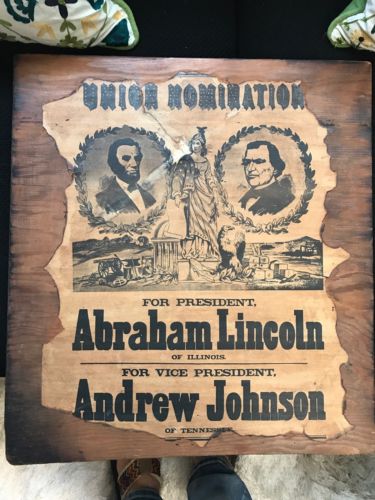 UNION NOMINATION
FOR PRESIDENT,
Abraham Lincoln
OF ILLINOIS.
FOR VICE PRESIDENT,
Andrew Johnson
OF TENNESSEE.